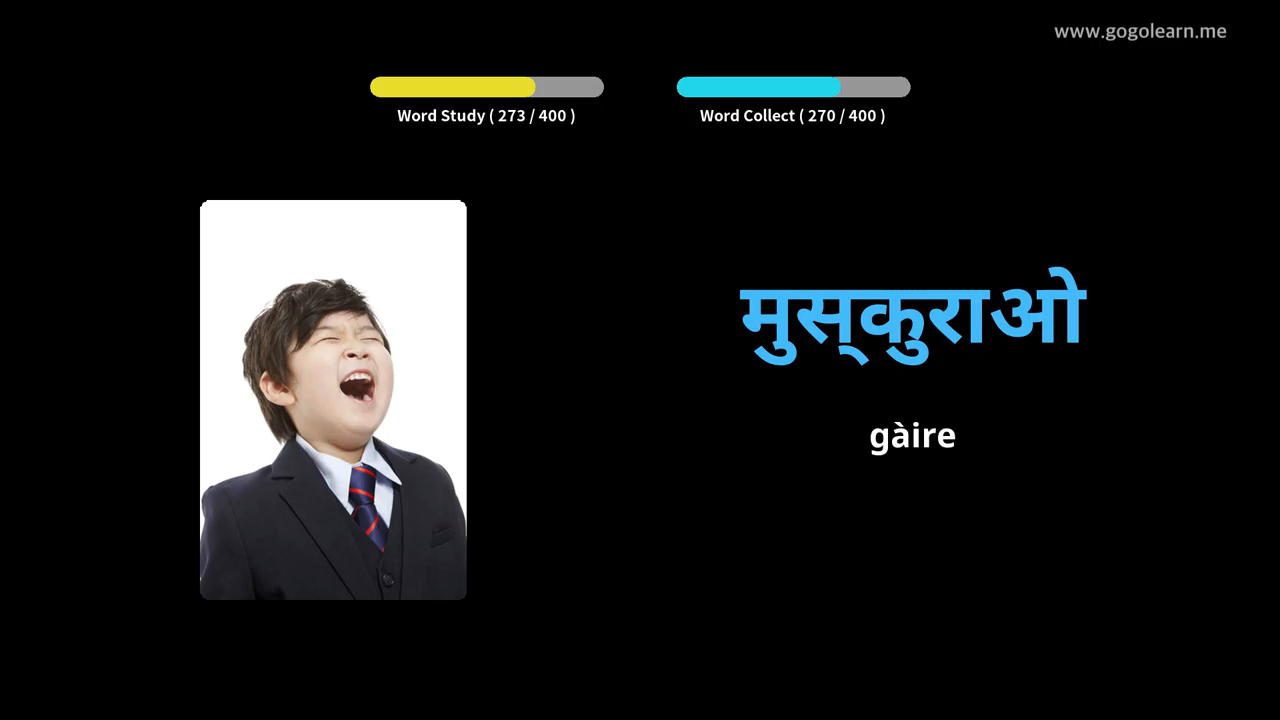 www.gogolearn.me
Word Study ( 273 / 400 )
Word Collect ( 270 / 400 )
मुस्कुराओ
gàire